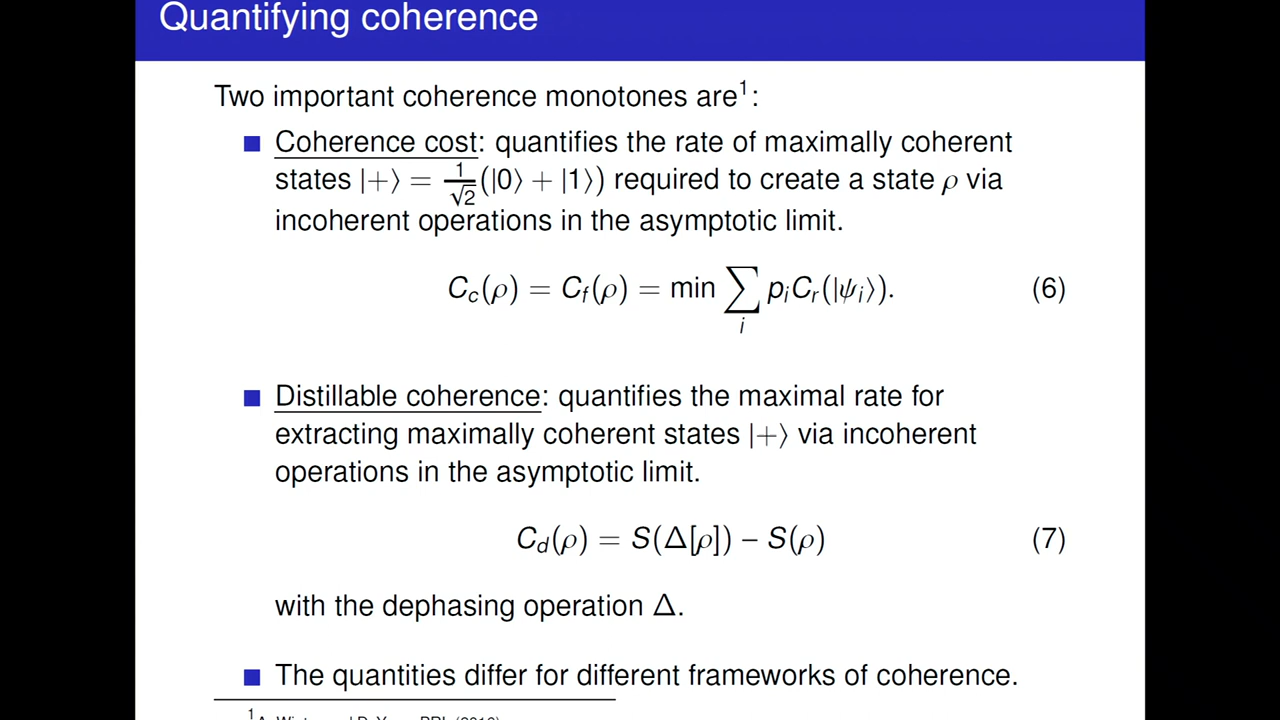 Quantifying coherence
Two important coherence monotones are¹:
Coherence cost: quantifies the rate of maximally coherent
states |+⟩ = 1/√2 (|0⟩ + |1⟩) required to create a state ρ via
incoherent operations in the asymptotic limit.
C_c(ρ) = C_f(ρ) = min ∑_i p_i C_r(|ψ_i⟩). (6)
Distillable coherence: quantifies the maximal rate for
extracting maximally coherent states |+⟩ via incoherent
operations in the asymptotic limit.
C_d(ρ) = S(Δ[ρ]) – S(ρ) (7)
with the dephasing operation Δ.
The quantities differ for different frameworks of coherence.